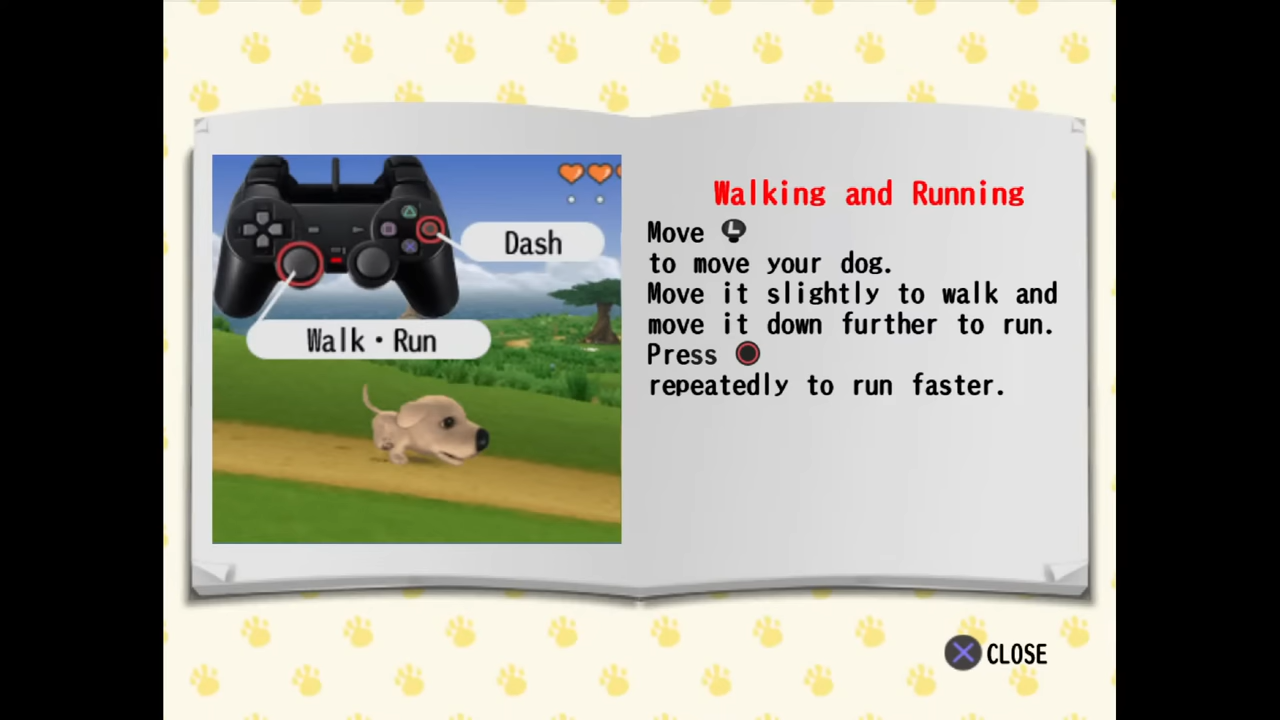 Dash
Walk・Run
Walking and Running
Move L
to move your dog.
Move it slightly to walk and
move it down further to run.
Press
repeatedly to run faster.
CLOSE